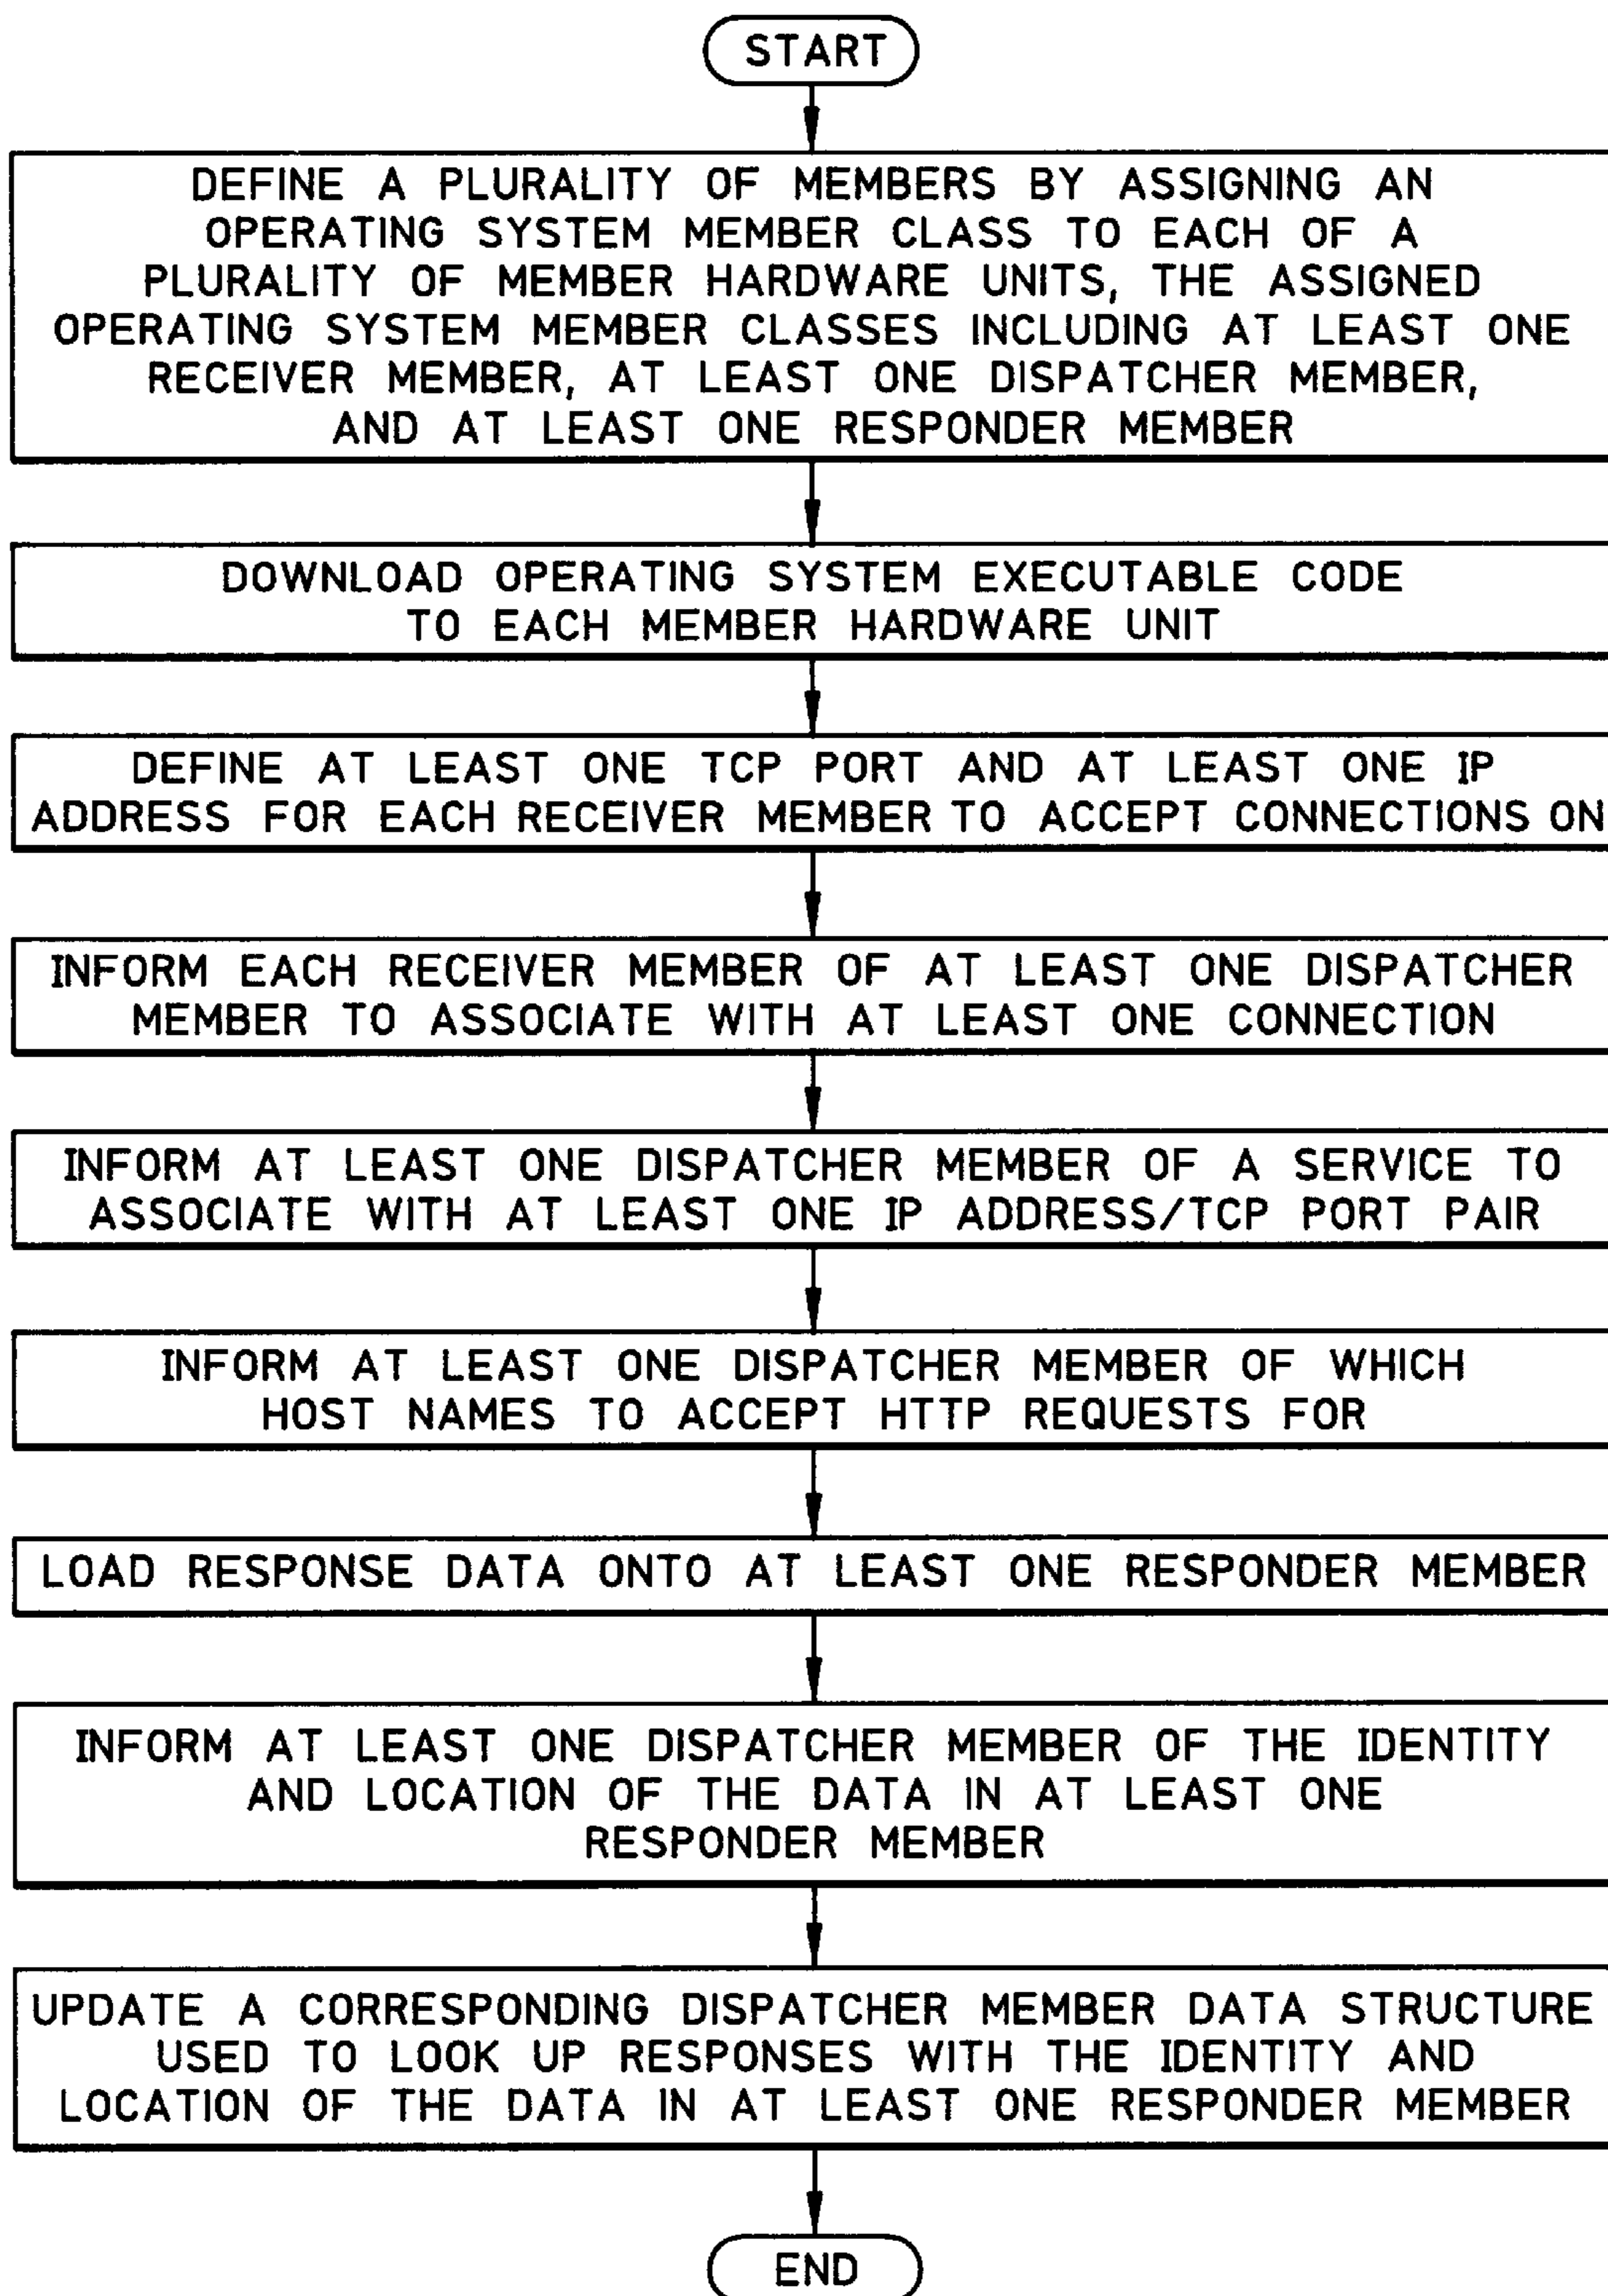 START
DEFINE A PLURALITY OF MEMBERS BY ASSIGNING AN
OPERATING SYSTEM MEMBER CLASS TO EACH OF A
PLURALITY OF MEMBER HARDWARE UNITS, THE ASSIGNED
OPERATING SYSTEM MEMBER CLASSES INCLUDING AT LEAST ONE
RECEIVER MEMBER, AT LEAST ONE DISPATCHER MEMBER,
AND AT LEAST ONE RESPONDER MEMBER
DOWNLOAD OPERATING SYSTEM EXECUTABLE CODE
TO EACH MEMBER HARDWARE UNIT
DEFINE AT LEAST ONE TCP PORT AND AT LEAST ONE IP
ADDRESS FOR EACH RECEIVER MEMBER TO ACCEPT CONNECTIONS ON
INFORM EACH RECEIVER MEMBER OF AT LEAST ONE DISPATCHER
MEMBER TO ASSOCIATE WITH AT LEAST ONE CONNECTION
INFORM AT LEAST ONE DISPATCHER MEMBER OF A SERVICE TO
ASSOCIATE WITH AT LEAST ONE IP ADDRESS/TCP PORT PAIR
INFORM AT LEAST ONE DISPATCHER MEMBER OF WHICH
HOST NAMES TO ACCEPT HTTP REQUESTS FOR
LOAD RESPONSE DATA ONTO AT LEAST ONE RESPONDER MEMBER
INFORM AT LEAST ONE DISPATCHER MEMBER OF THE IDENTITY
AND LOCATION OF THE DATA IN AT LEAST ONE
RESPONDER MEMBER
UPDATE A CORRESPONDING DISPATCHER MEMBER DATA STRUCTURE
USED TO LOOK UP RESPONSES WITH THE IDENTITY AND
LOCATION OF THE DATA IN AT LEAST ONE RESPONDER MEMBER
END